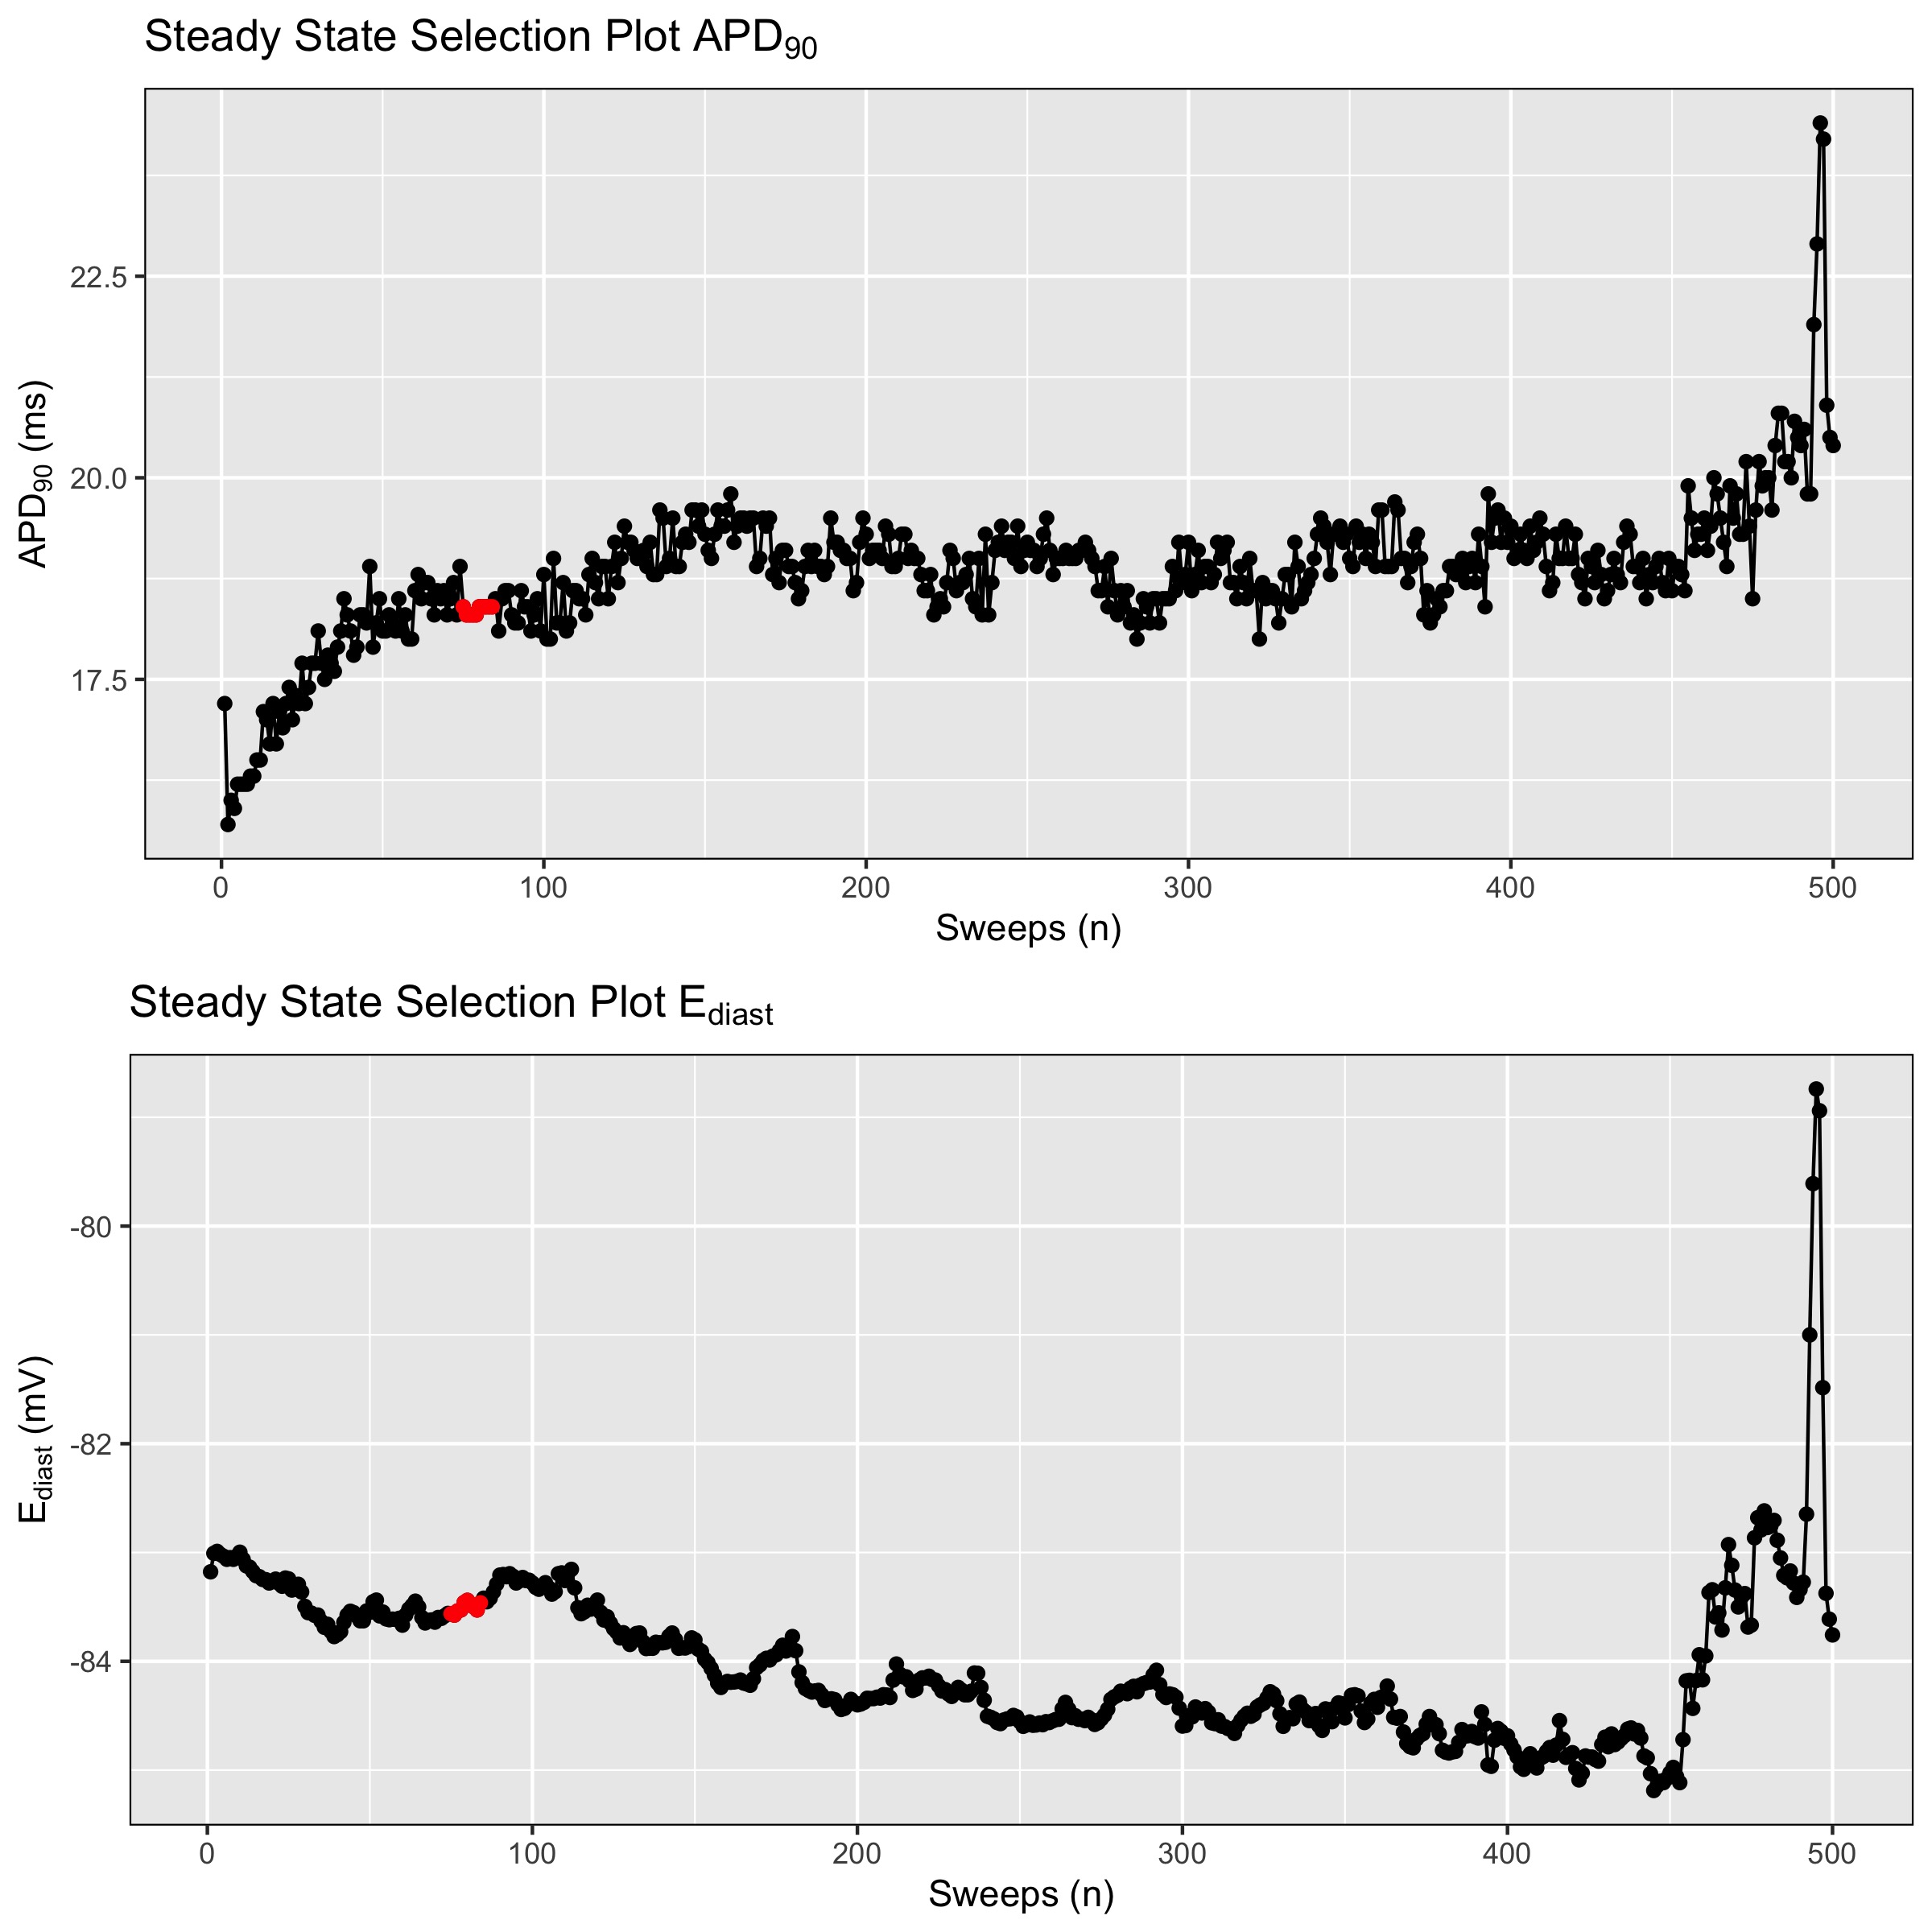 Steady State Selection Plot APD90
22.5
20.0
17.5
APD90 (ms)
0 100 200 300 400 500
Sweeps (n)
Steady State Selection Plot Ediast
-80
-82
-84
Ediast (mV)
0 100 200 300 400 500
Sweeps (n)